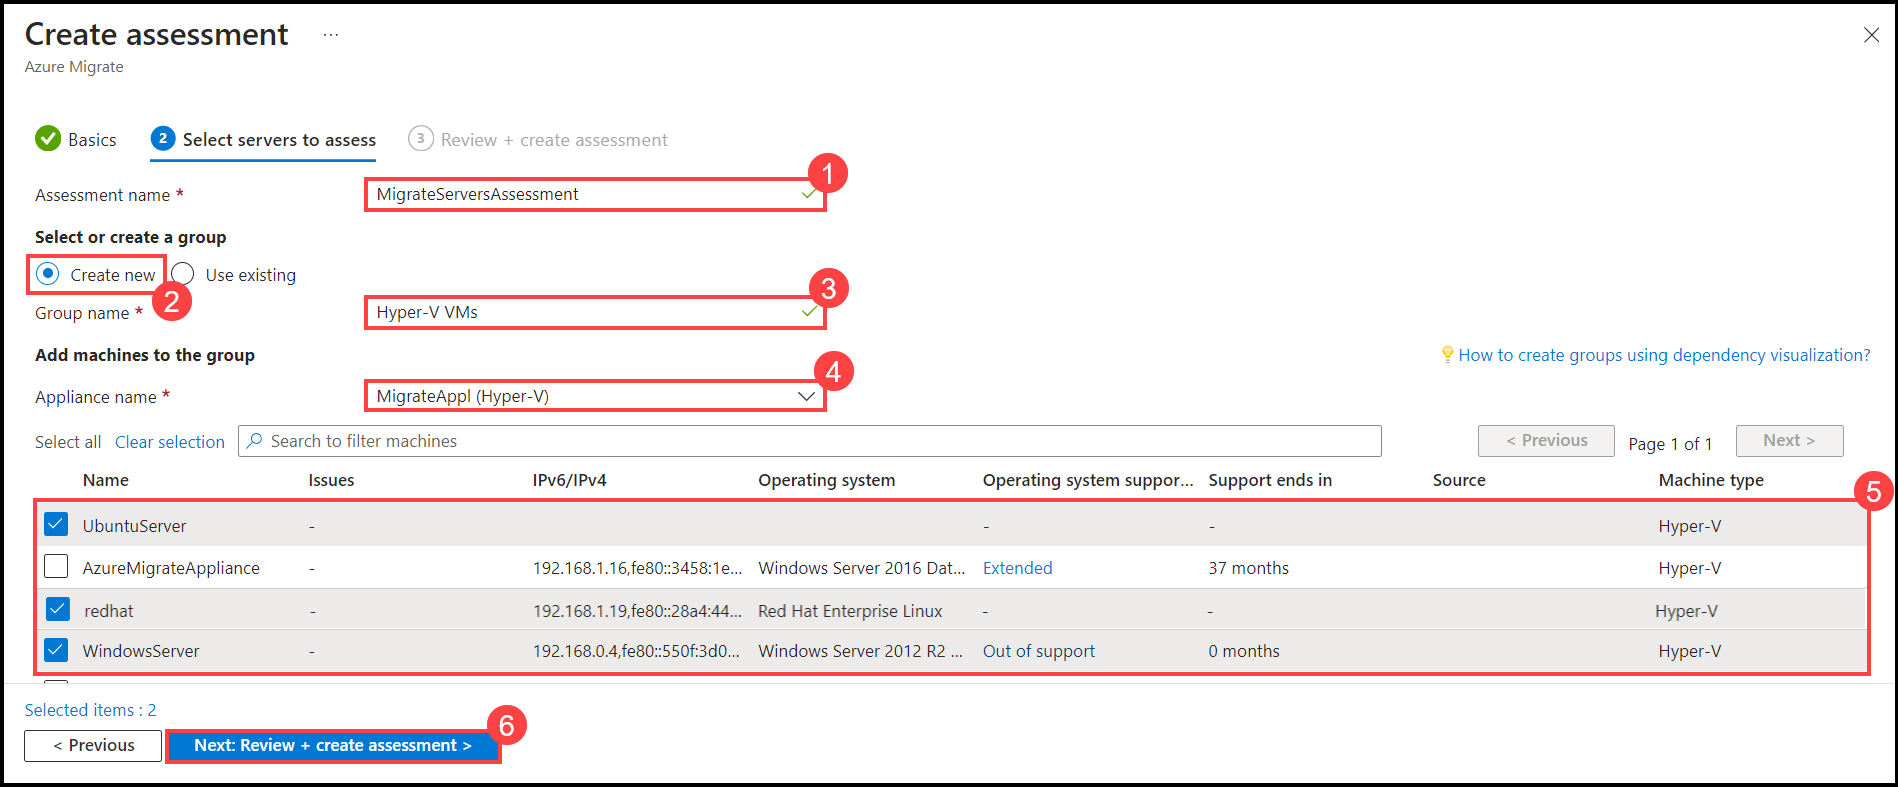 Create assessment ...
Azure Migrate
Basics 2 Select servers to assess 3 Review + create assessment
1
Assessment name * MigrateServersAssessment
Select or create a group
Create new Use existing
2
3
Group name * Hyper-V VMs
Add machines to the group How to create groups using dependency visualization?
4
Appliance name * MigrateAppl (Hyper-V)
Select all Clear selection Search to filter machines < Previous Page 1 of 1 Next >
Name Issues IPv6/IPv4 Operating system Operating system suppor... Support ends in Source Machine type
5
UbuntuServer - - - Hyper-V
AzureMigrateAppliance - 192.168.1.16,fe80::3458:1e... Windows Server 2016 Dat... Extended 37 months Hyper-V
redhat - 192.168.1.19,fe80::28a4:44... Red Hat Enterprise Linux - - Hyper-V
WindowsServer - 192.168.0.4,fe80::550f:3d0... Windows Server 2012 R2 ... Out of support 0 months Hyper-V
Selected items : 2
6
< Previous Next: Review + create assessment >